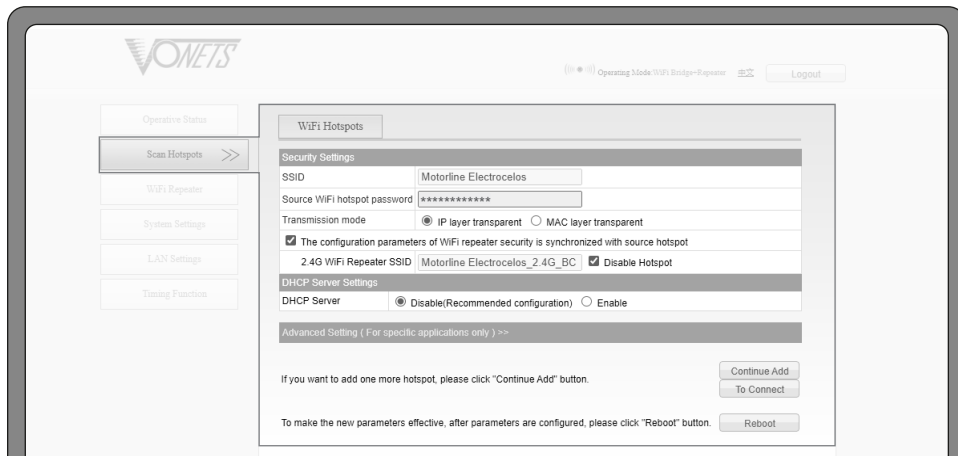 VONETS
Operating Mode:WiFi Bridge+Repeater 中文 Logout
Operative Status
Scan Hotspots >>
WiFi Repeater
System Settings
LAN Settings
Timing Function
WiFi Hotspots
Security Settings
SSID Motorline Electrocelos
Source WiFi hotspot password ************
Transmission mode IP layer transparent MAC layer transparent
The configuration parameters of WiFi repeater security is synchronized with source hotspot
2.4G WiFi Repeater SSID Motorline Electrocelos_2.4G_BC Disable Hotspot
DHCP Server Settings
DHCP Server Disable(Recommended configuration) Enable
Advanced Setting ( For specific applications only ) >>
If you want to add one more hotspot, please click "Continue Add" button. Continue Add
To Connect
To make the new parameters effective, after parameters are configured, please click "Reboot" button. Reboot